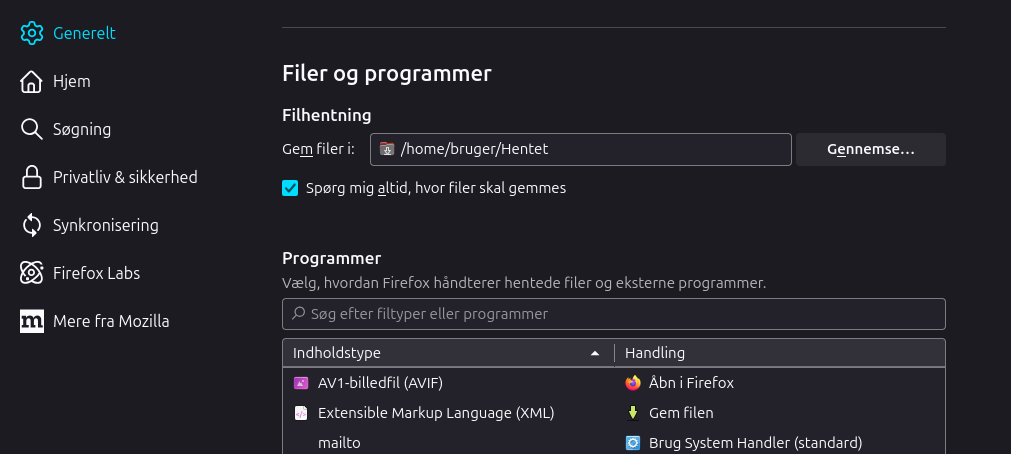 Generelt
Hjem
Søgning
Privatliv & sikkerhed
Synkronisering
Firefox Labs
m Mere fra Mozilla
Filer og programmer
Filhentning
Gem filer i: /home/bruger/Hentet Gennemse...
Spørg mig altid, hvor filer skal gemmes
Programmer
Vælg, hvordan Firefox håndterer hentede filer og eksterne programmer.
Søg efter filtyper eller programmer
Indholdstype Handling
AV1-billedfil (AVIF) Åbn i Firefox
Extensible Markup Language (XML) Gem filen
mailto Brug System Handler (standard)